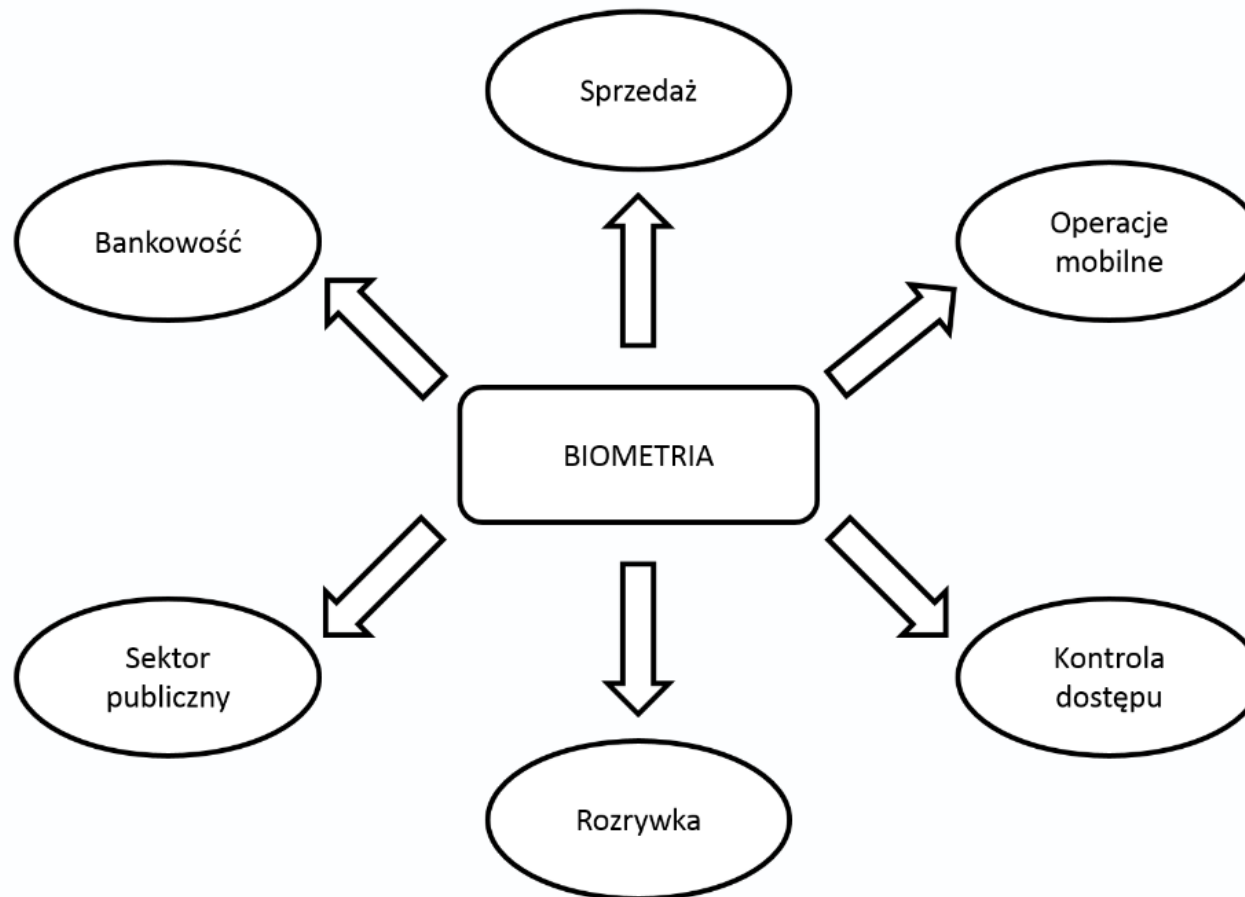 Sprzedaż
Bankowość
Operacje
mobilne
BIOMETRIA
Sektor
publiczny
Kontrola
dostępu
Rozrywka